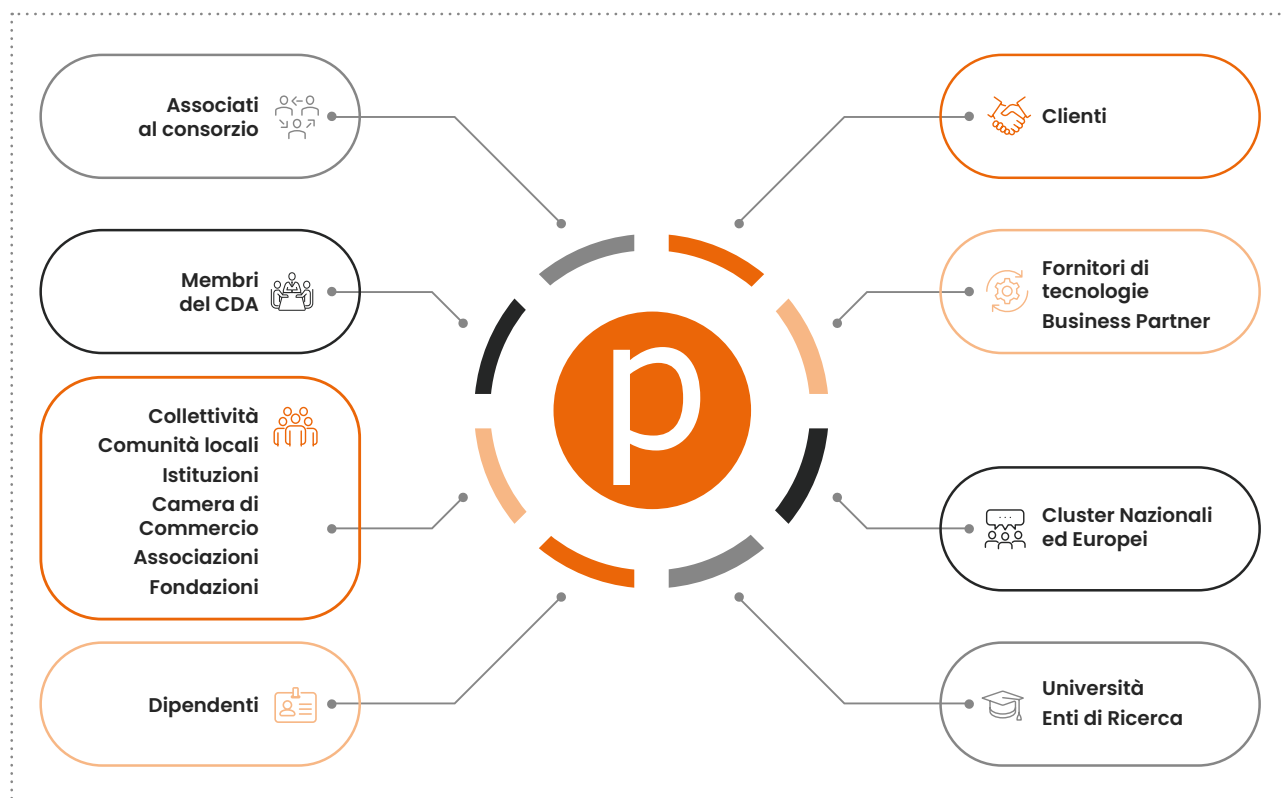 Associati
al consorzio
Membri
del CDA
Collettività
Comunità locali
Istituzioni
Camera di
Commercio
Associazioni
Fondazioni
Dipendenti
p
Clienti
Fornitori di
tecnologie
Business Partner
Cluster Nazionali
ed Europei
Università
Enti di Ricerca